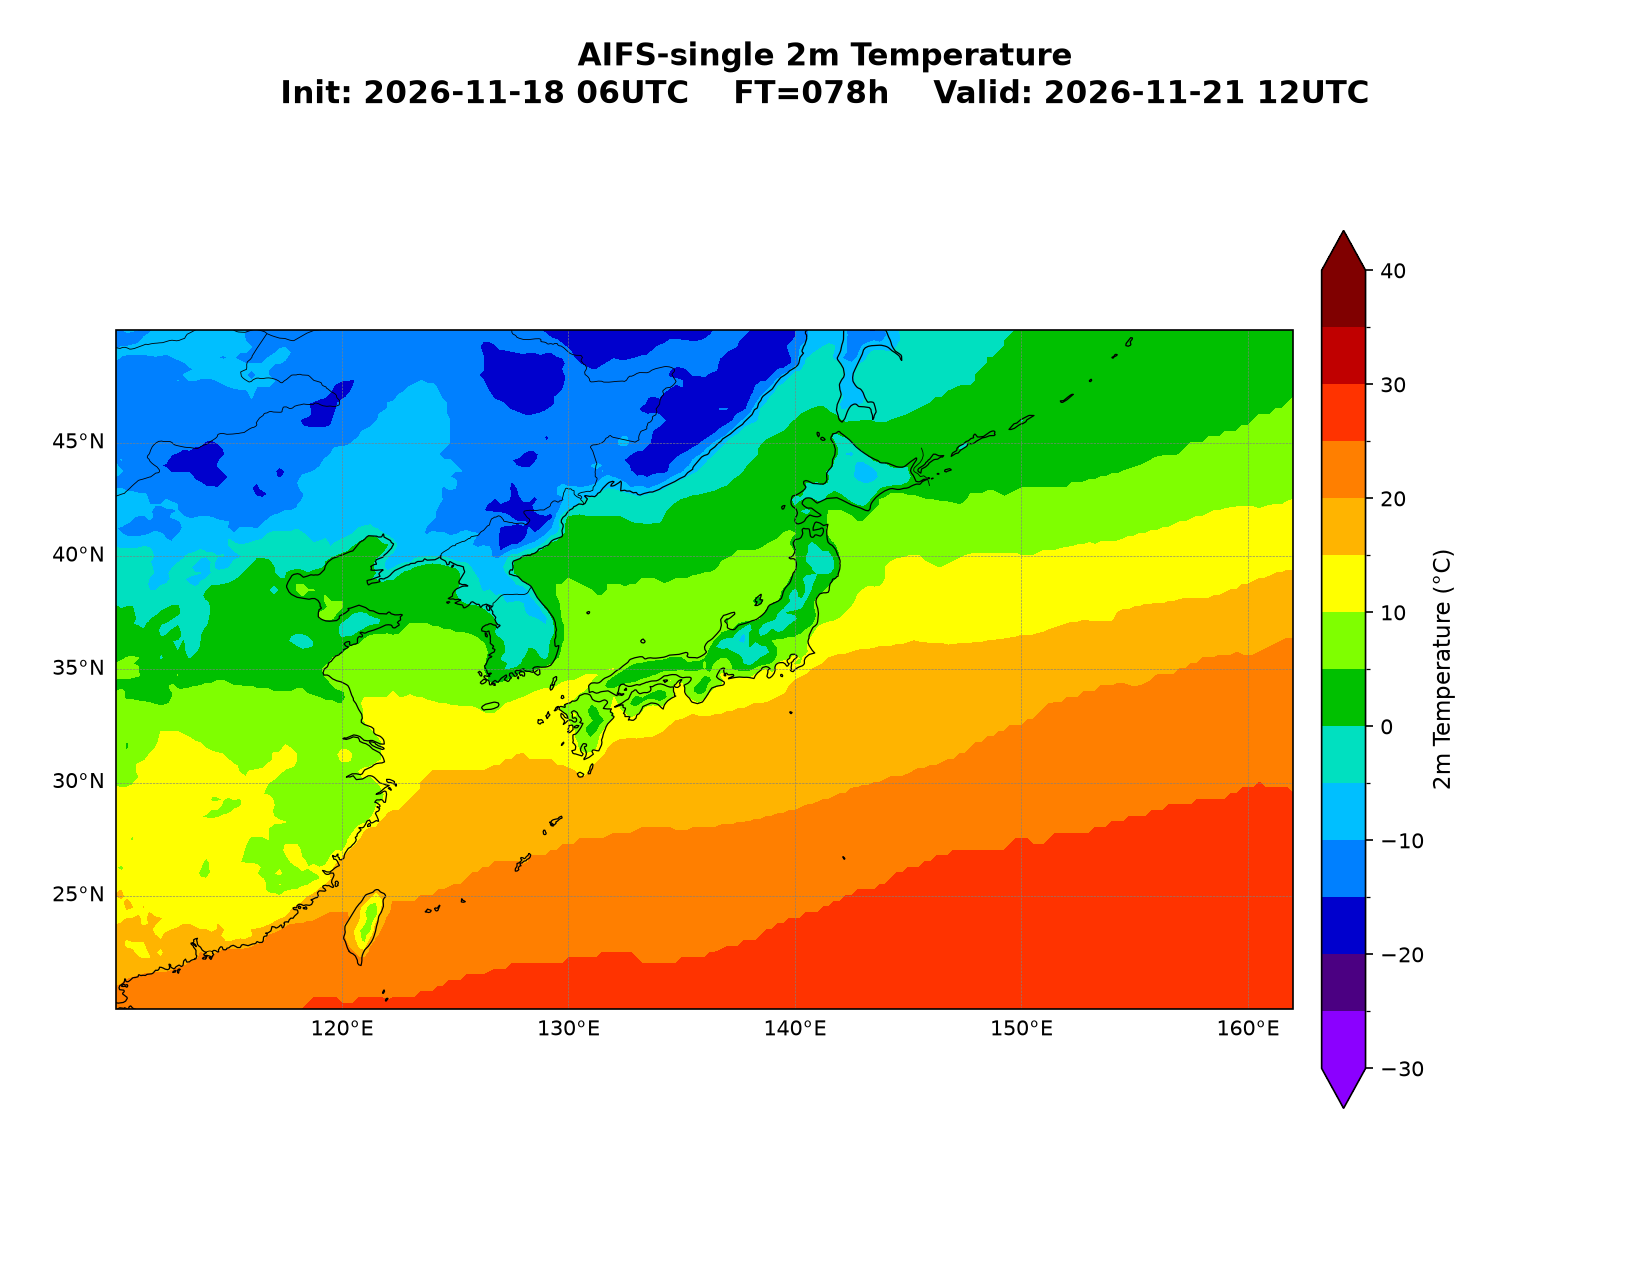 AIFS-single 2m Temperature
Init: 2026-11-18 06UTC    FT=078h    Valid: 2026-11-21 12UTC
45°N
40°N
35°N
30°N
25°N
120°E
130°E
140°E
150°E
160°E
40
30
20
10
0
−10
−20
−30
2m Temperature (°C)